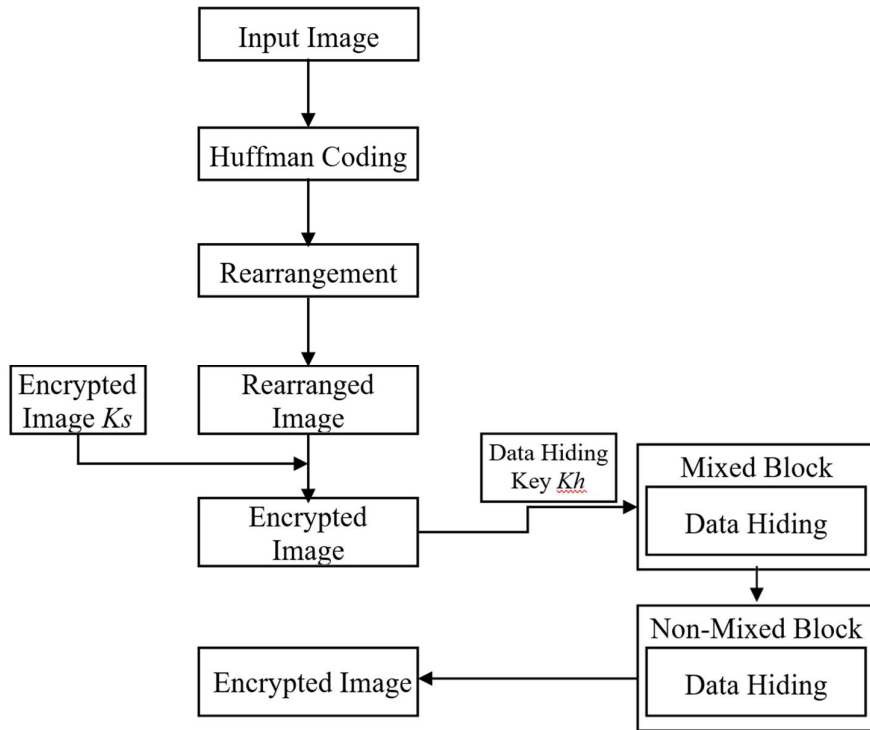 Input Image
Huffman Coding
Rearrangement
Rearranged
Image
Encrypted
Image Ks
Encrypted
Image
Data Hiding
Key Kh
Mixed Block
Data Hiding
Non-Mixed Block
Data Hiding
Encrypted Image